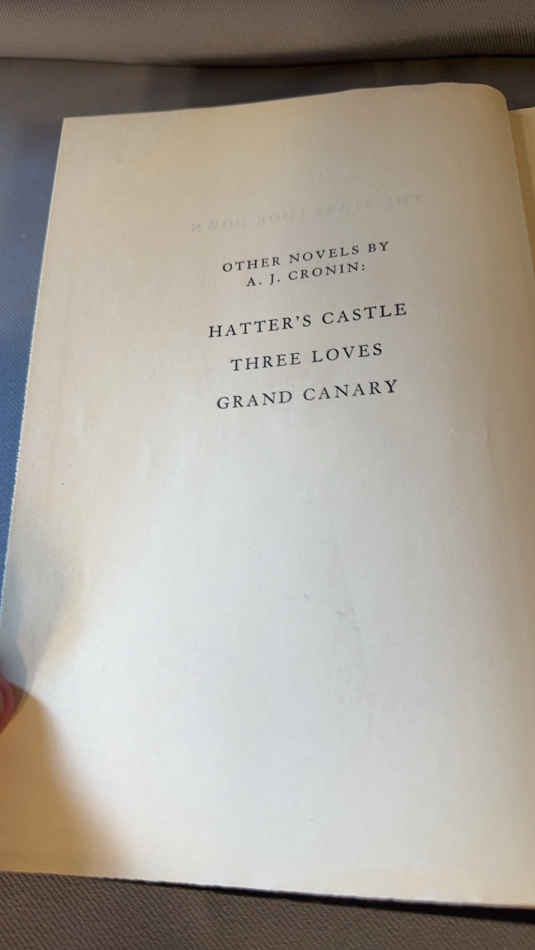 OTHER NOVELS BY
A. J. CRONIN:
HATTER'S CASTLE
THREE LOVES
GRAND CANARY